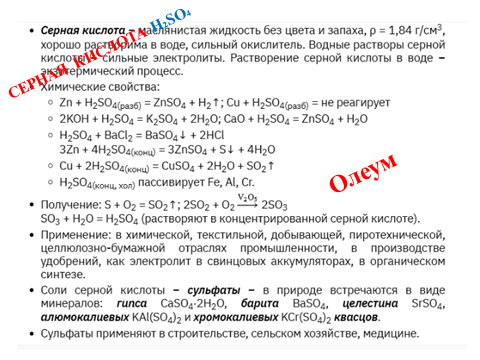 СЕРНАЯ КИСЛОТА H₂SO₄
• Серная кислота – маслянистая жидкость без цвета и запаха, ρ = 1,84 г/см³,
хорошо растворима в воде, сильный окислитель. Водные растворы серной
кислоты – сильные электролиты. Растворение серной кислоты в воде –
экзотермический процесс.
Химические свойства:
◦ Zn + H₂SO₄(разб) = ZnSO₄ + H₂↑; Cu + H₂SO₄(разб) = не реагирует
◦ 2KOH + H₂SO₄ = K₂SO₄ + 2H₂O; CaO + H₂SO₄ = ZnSO₄ + H₂O
◦ H₂SO₄ + BaCl₂ = BaSO₄↓ + 2HCl
3Zn + 4H₂SO₄(конц) = 3ZnSO₄ + S↓ + 4H₂O
◦ Cu + 2H₂SO₄(конц) = CuSO₄ + 2H₂O + SO₂↑
◦ H₂SO₄(конц, хол) пассивирует Fe, Al, Cr.
Олеум
• Получение: S + O₂ = SO₂↑; 2SO₂ + O₂ —V₂O₅→ 2SO₃
SO₃ + H₂O = H₂SO₄ (растворяют в концентрированной серной кислоте).
• Применение: в химической, текстильной, добывающей, пиротехнической,
целлюлозно-бумажной отраслях промышленности, в производстве
удобрений, как электролит в свинцовых аккумуляторах, в органическом
синтезе.
• Соли серной кислоты – сульфаты – в природе встречаются в виде
минералов: гипса CaSO₄·2H₂O, барита BaSO₄, целестина SrSO₄,
алюмокалиевых KAl(SO₄)₂ и хромокалиевых KCr(SO₄)₂ квасцов.
• Сульфаты применяют в строительстве, сельском хозяйстве, медицине.